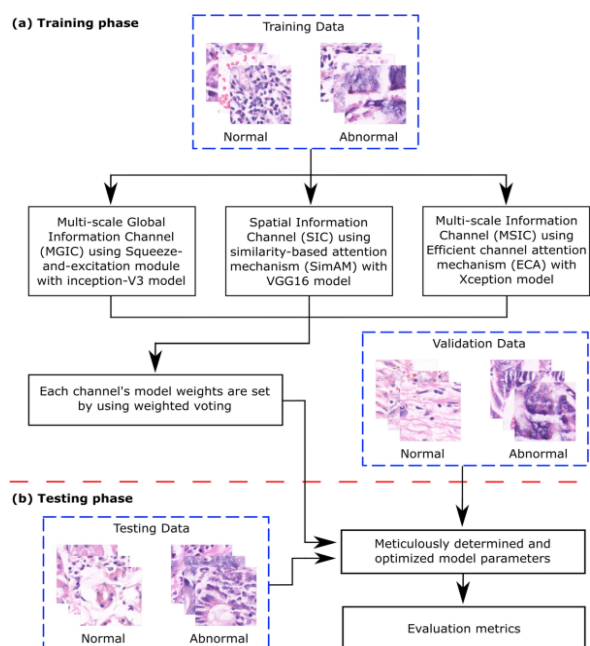 (a) Training phase
Training Data
Normal
Abnormal
Multi-scale Global
Information Channel
(MGIC) using Squeeze-
and-excitation module
with inception-V3 model
Spatial Information
Channel (SIC) using
similarity-based attention
mechanism (SimAM) with
VGG16 model
Multi-scale Information
Channel (MSIC) using
Efficient channel attention
mechanism (ECA) with
Xception model
Each channel's model weights are set
by using weighted voting
Validation Data
Normal
Abnormal
(b) Testing phase
Testing Data
Normal
Abnormal
Meticulously determined and
optimized model parameters
Evaluation metrics